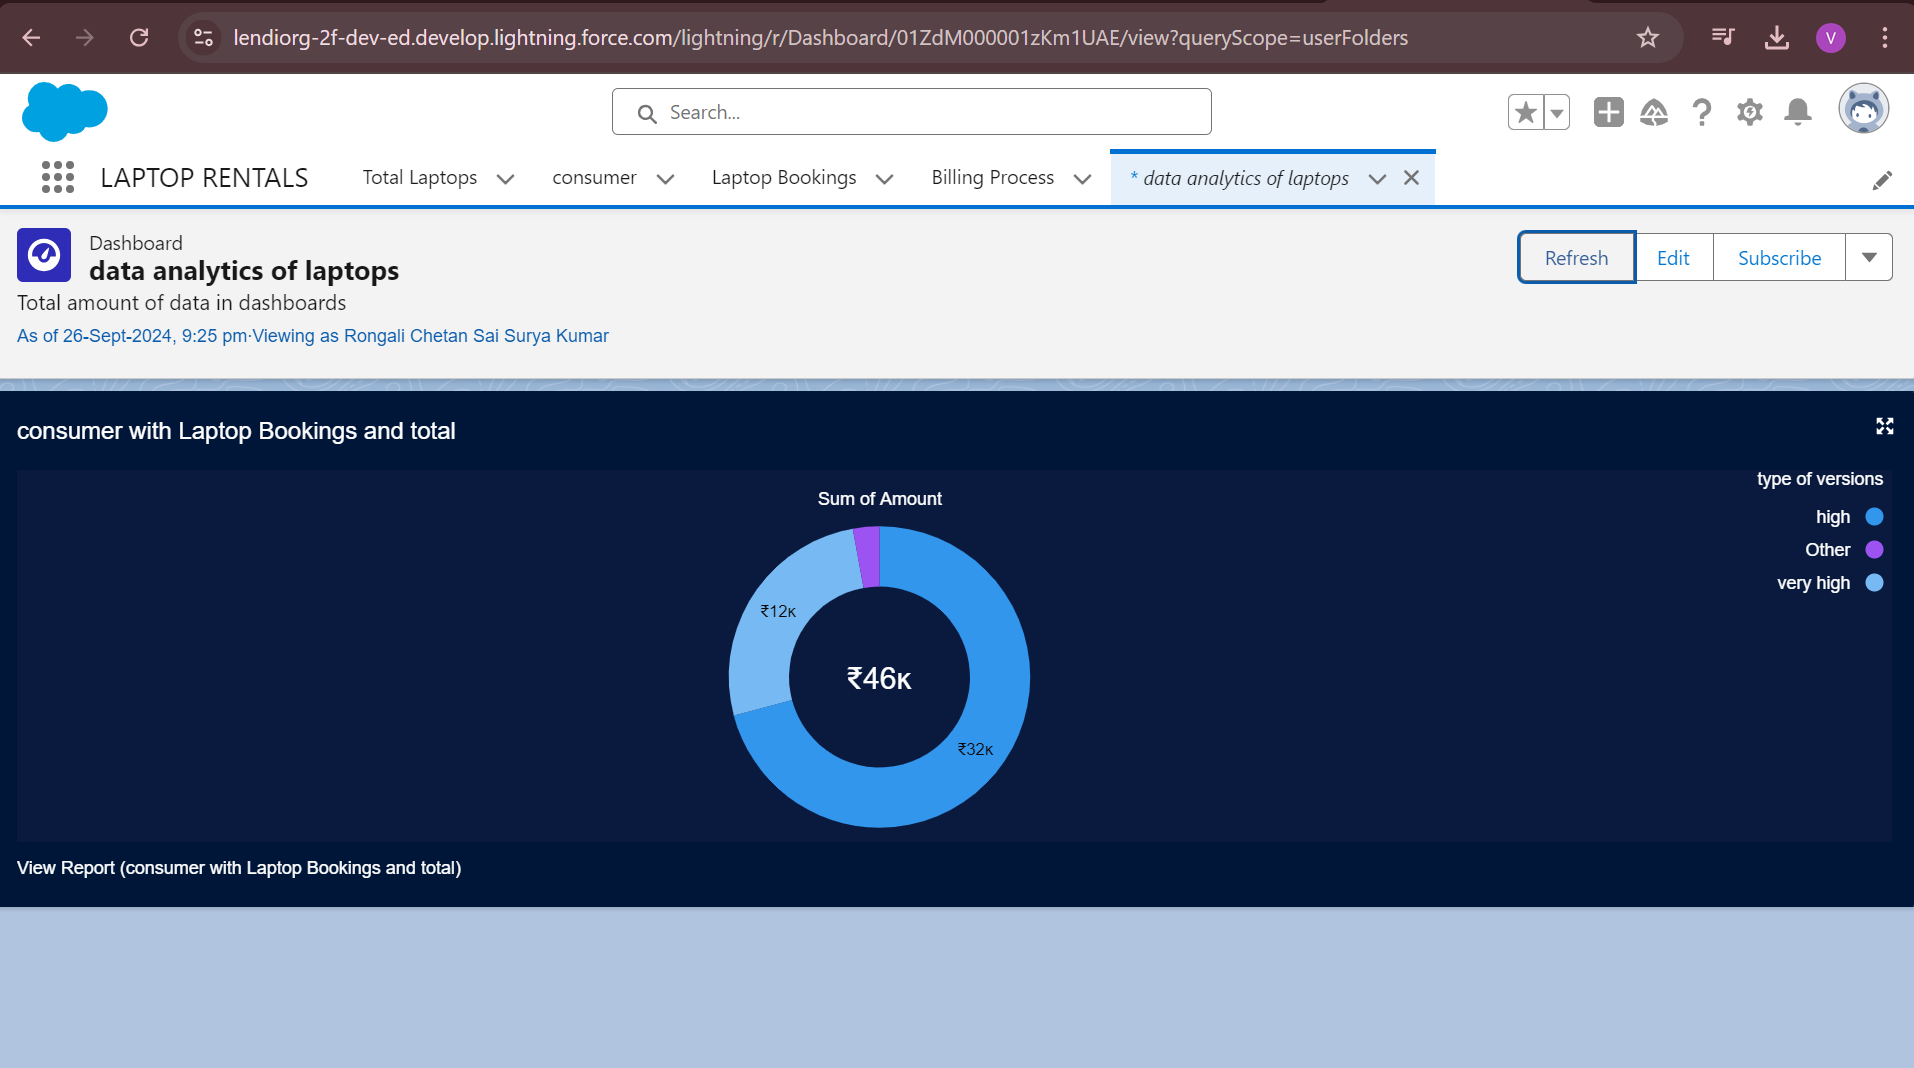 lendiorg-2f-dev-ed.develop.lightning.force.com/lightning/r/Dashboard/01ZdM000001zKm1UAE/view?queryScope=userFolders
V
Search...
LAPTOP RENTALS
Total Laptops
consumer
Laptop Bookings
Billing Process
* data analytics of laptops
Dashboard
data analytics of laptops
Total amount of data in dashboards
As of 26-Sept-2024, 9:25 pm·Viewing as Rongali Chetan Sai Surya Kumar
Refresh
Edit
Subscribe
consumer with Laptop Bookings and total
Sum of Amount
type of versions
high
Other
very high
₹12K
₹46K
₹32K
View Report (consumer with Laptop Bookings and total)